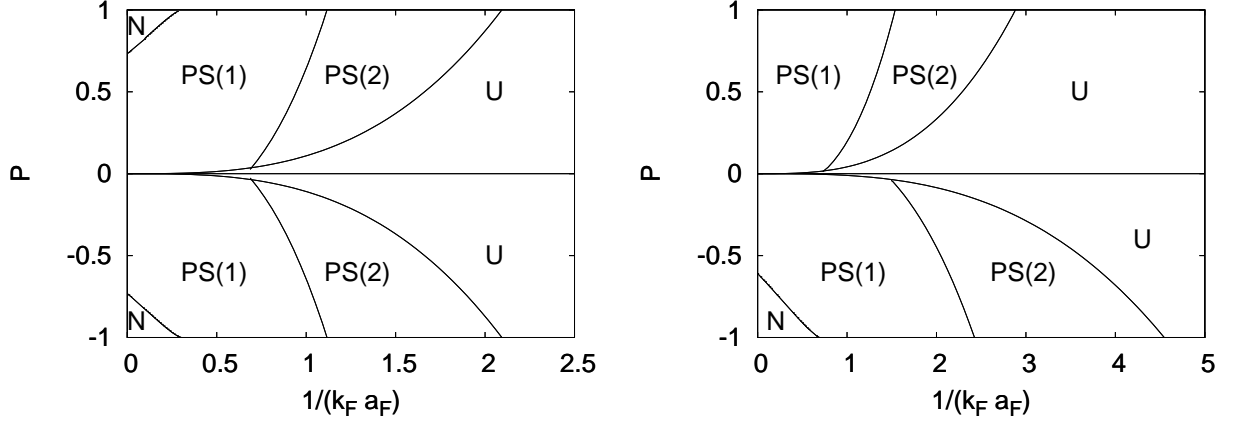 1
0.5
0
-0.5
-1
P
N
PS(1)
PS(2)
U
U
PS(1)
PS(2)
N
0 0.5 1 1.5 2 2.5
1/(k_F a_F)
1
0.5
0
-0.5
-1
P
PS(1)
PS(2)
U
U
PS(1)
PS(2)
N
0 1 2 3 4 5
1/(k_F a_F)